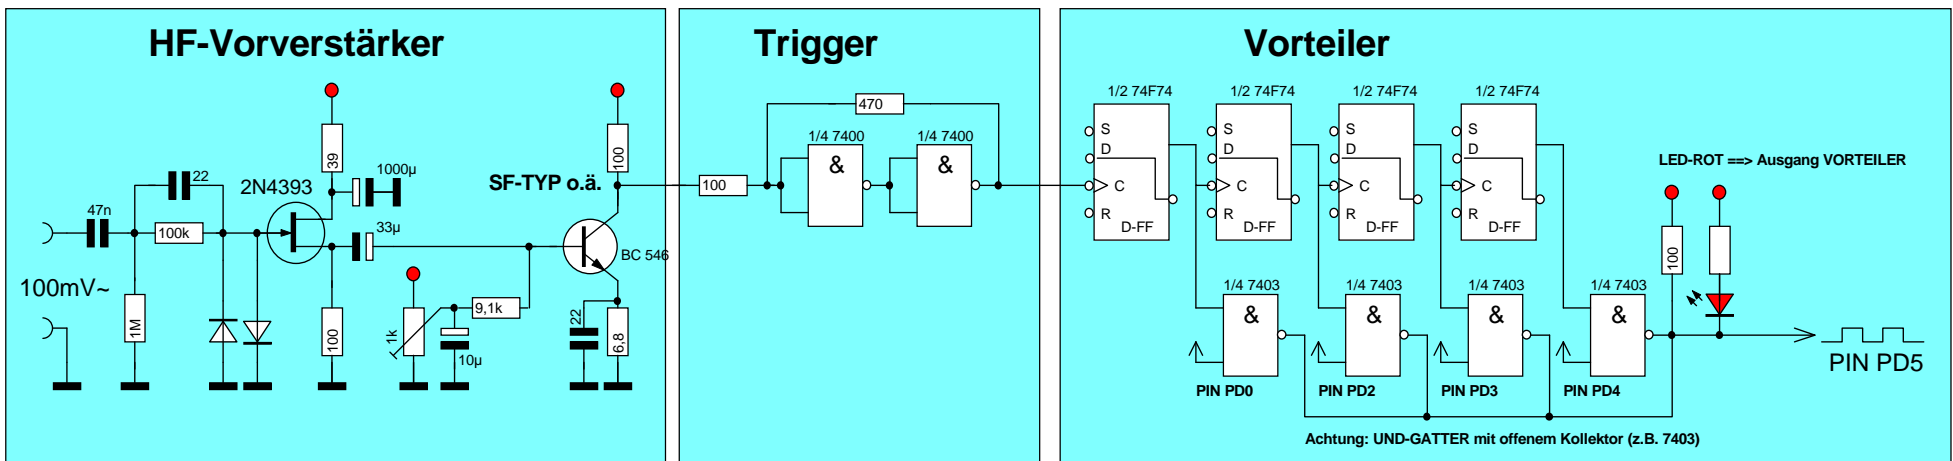 HF-Vorverstärker
39
1000µ
22
2N4393
47n
100k
33µ
100mV~
1M
100
1k
10µ
9,1k
SF-TYP o.ä.
100
BC 546
22
6,8
Trigger
470
1/4 7400
1/4 7400
&
&
100
Vorteiler
1/2 74F74
1/2 74F74
1/2 74F74
1/2 74F74
S
D
C
R
D-FF
S
D
C
R
D-FF
S
D
C
R
D-FF
S
D
C
R
D-FF
LED-ROT ==> Ausgang VORTEILER
100
1/4 7403
1/4 7403
1/4 7403
1/4 7403
&
&
&
&
PIN PD0
PIN PD2
PIN PD3
PIN PD4
PIN PD5
Achtung: UND-GATTER mit offenem Kollektor (z.B. 7403)